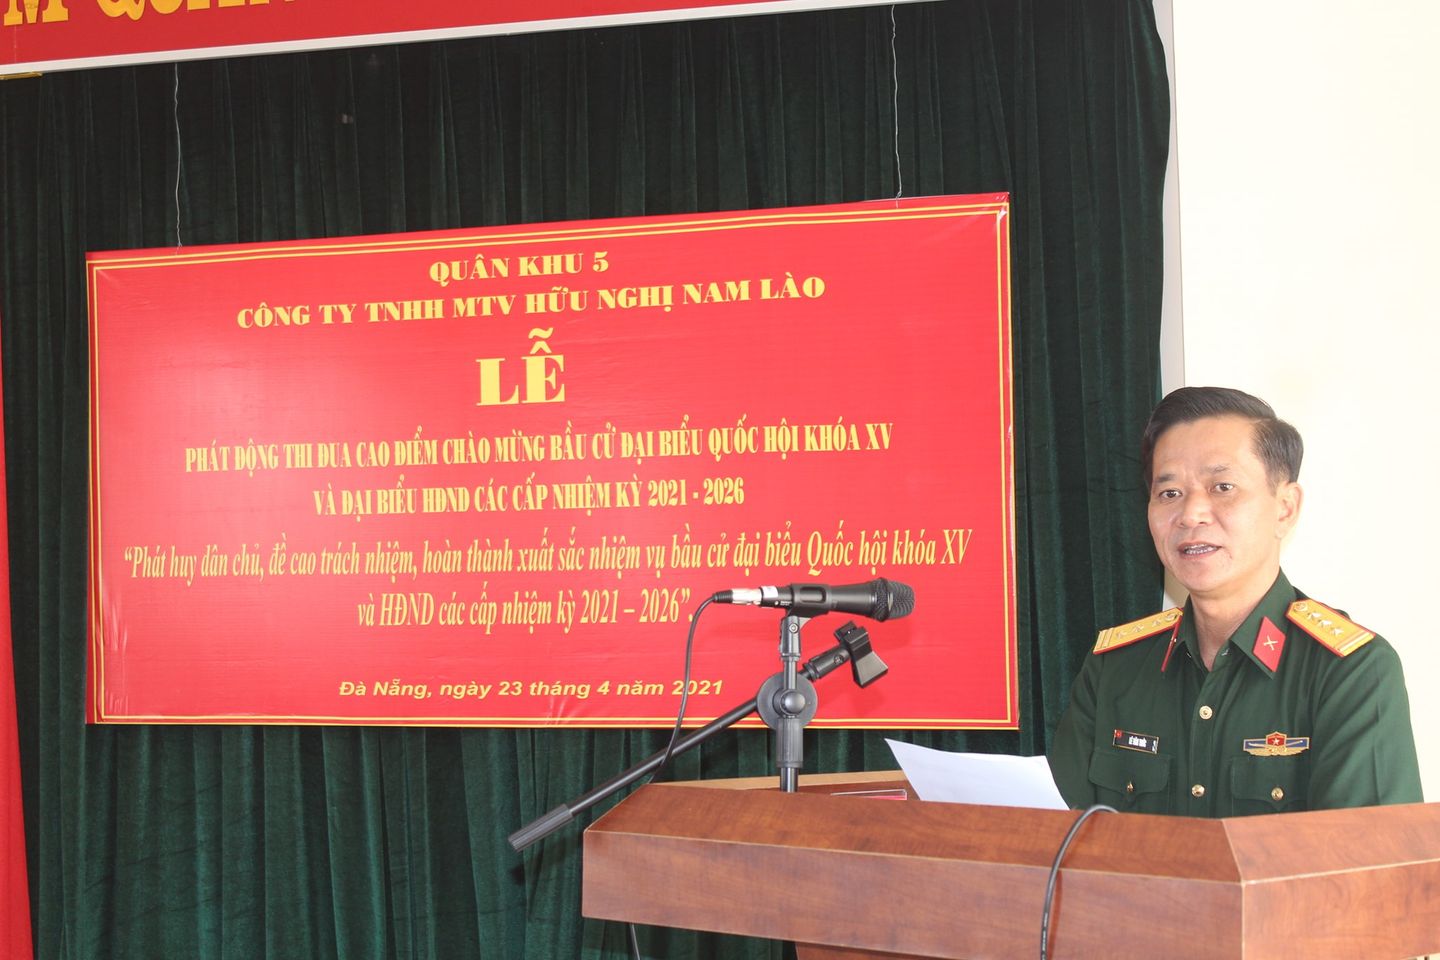 QUÂN KHU 5
CÔNG TY TNHH MTV HỮU NGHỊ NAM LÀO
LỄ
PHÁT ĐỘNG THI ĐUA CAO ĐIỂM CHÀO MỪNG BẦU CỬ ĐẠI BIỂU QUỐC HỘI KHÓA XV
VÀ ĐẠI BIỂU HĐND CÁC CẤP NHIỆM KỲ 2021 - 2026
“Phát huy dân chủ, đề cao trách nhiệm, hoàn thành xuất sắc nhiệm vụ bầu cử đại biểu Quốc hội khóa XV
và HĐND các cấp nhiệm kỳ 2021 – 2026”.
Đà Nẵng, ngày 23 tháng 4 năm 2021